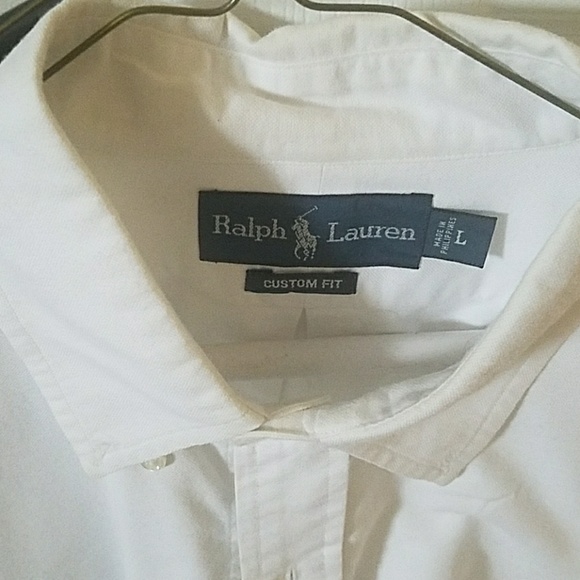 Ralph Lauren
MADE IN
PHILIPPINES
L
CUSTOM FIT